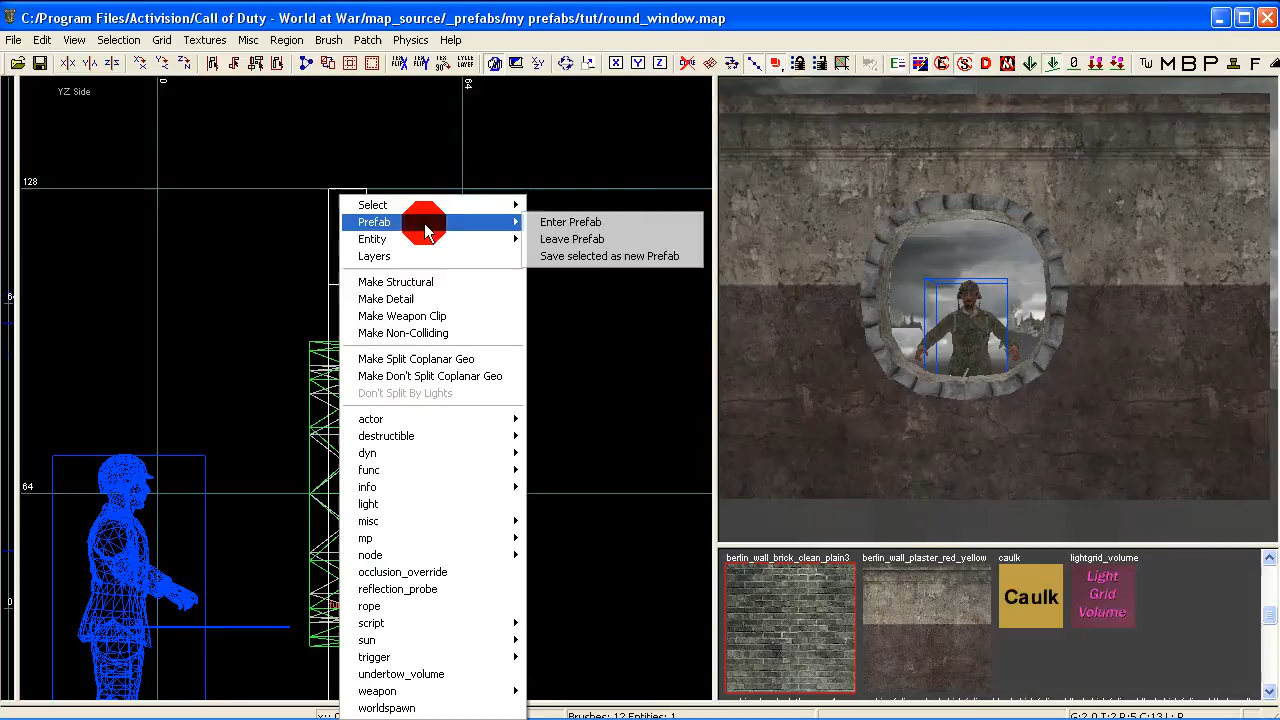 C:/Program Files/Activision/Call of Duty - World at War/map_source/_prefabs/my prefabs/tut/round_window.map
File Edit View Selection Grid Textures Misc Region Brush Patch Physics Help
YZ Side
0
64
128
64
0
Select
Prefab
Entity
Layers
Make Structural
Make Detail
Make Weapon Clip
Make Non-Colliding
Make Split Coplanar Geo
Make Don't Split Coplanar Geo
Don't Split By Lights
actor
destructible
dyn
func
info
light
misc
mp
node
occlusion_override
reflection_probe
rope
script
sun
trigger
undertow_volume
weapon
worldspawn
Enter Prefab
Leave Prefab
Save selected as new Prefab
berlin_wall_brick_clean_plain3 berlin_wall_plaster_red_yellow caulk lightgrid_volume
Caulk
Light
Grid
Volume
Brushes: 12 Entities: 1